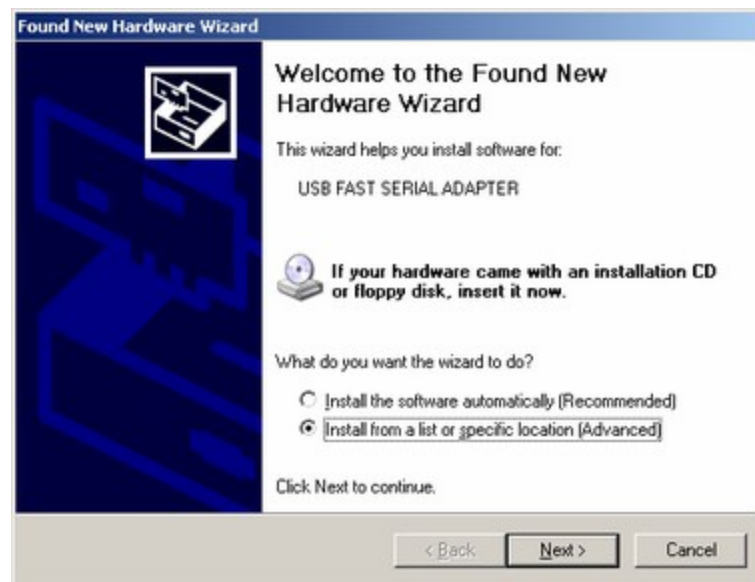 Found New Hardware Wizard
Welcome to the Found New
Hardware Wizard
This wizard helps you install software for:
USB FAST SERIAL ADAPTER
If your hardware came with an installation CD
or floppy disk, insert it now.
What do you want the wizard to do?
Install the software automatically (Recommended)
Install from a list or specific location (Advanced)
Click Next to continue.
< Back
Next >
Cancel